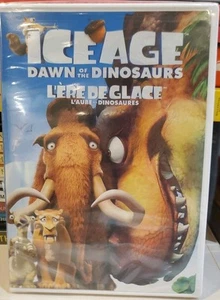 ICE AGE
DAWN OF THE DINOSAURS
L'ÈRE DE GLACE
L'AUBE DES DINOSAURES